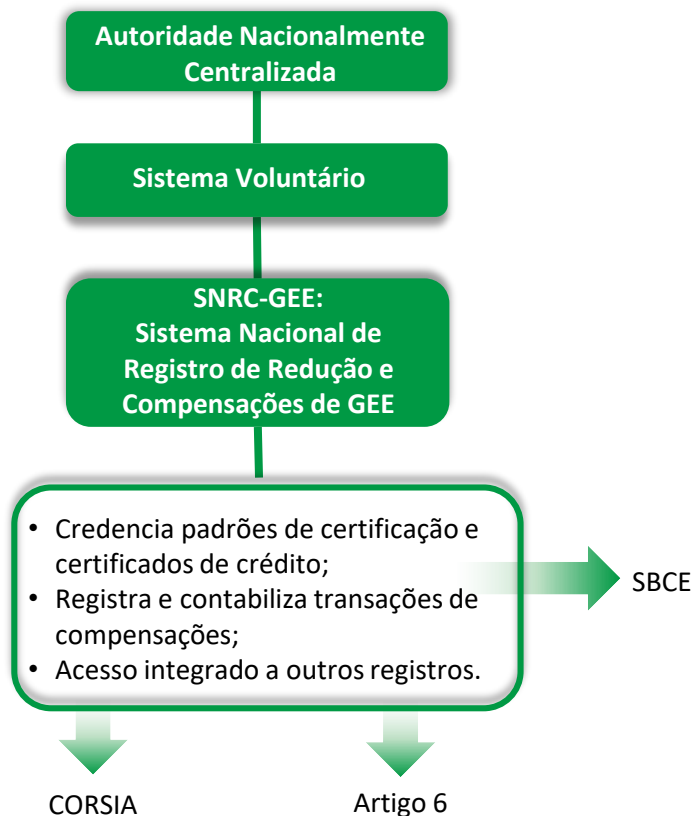 Autoridade Nacionalmente
Centralizada
Sistema Voluntário
SNRC-GEE:
Sistema Nacional de
Registro de Redução e
Compensações de GEE
• Credencia padrões de certificação e
certificados de crédito;
• Registra e contabiliza transações de
compensações;
• Acesso integrado a outros registros.
SBCE
CORSIA
Artigo 6